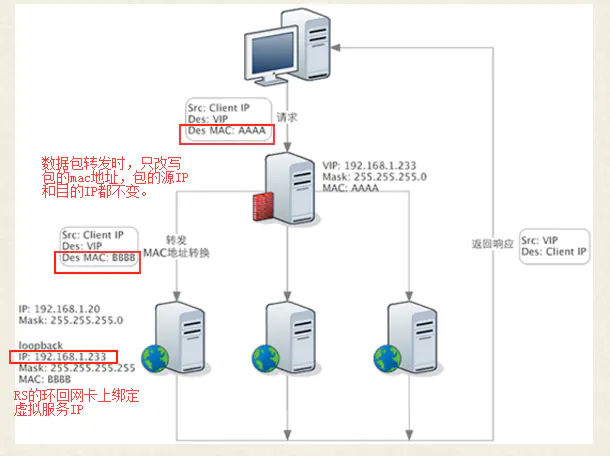 Src: Client IP
Des: VIP
Des MAC: AAAA
请求
数据包转发时，只改写
包的mac地址，包的源IP
和目的IP都不变。
VIP: 192.168.1.233
Mask: 255.255.255.0
MAC: AAAA
Src: Client IP
Des: VIP
Des MAC: BBBB
转发
MAC地址转换
返回响应
Src: VIP
Des: Client IP
IP: 192.168.1.20
Mask: 255.255.255.0
loopback
IP: 192.168.1.233
Mask: 255.255.255.255
MAC: BBBB
RS的环回网卡上绑定
虚拟服务IP